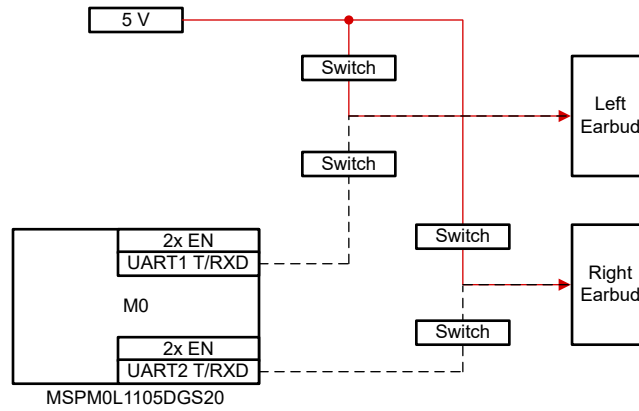 5 V
Switch
Left
Earbud
Switch
2x EN
UART1 T/RXD
Switch
M0
Right
Earbud
Switch
2x EN
UART2 T/RXD
MSPM0L1105DGS20